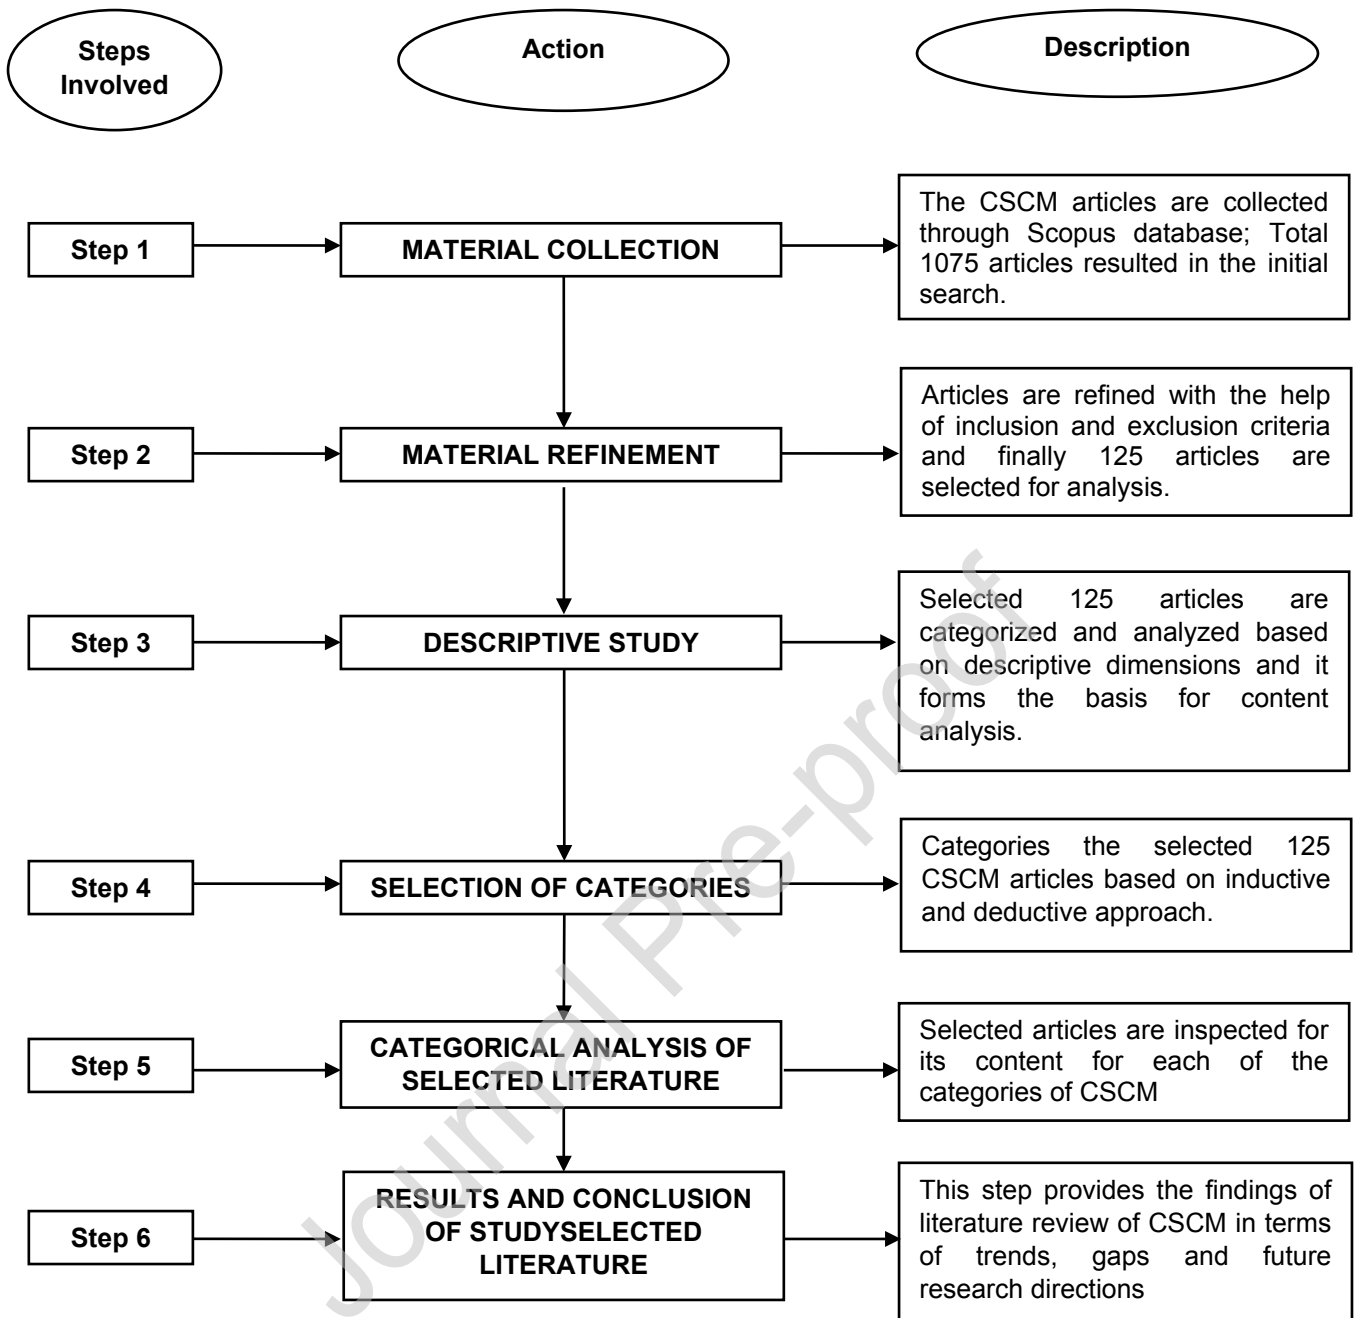 Steps
Involved
Action
Description
Step 1
MATERIAL COLLECTION
The CSCM articles are collected
through Scopus database; Total
1075 articles resulted in the initial
search.
Step 2
MATERIAL REFINEMENT
Articles are refined with the help
of inclusion and exclusion criteria
and finally 125 articles are
selected for analysis.
Step 3
DESCRIPTIVE STUDY
Selected 125 articles are
categorized and analyzed based
on descriptive dimensions and it
forms the basis for content
analysis.
Step 4
SELECTION OF CATEGORIES
Categories the selected 125
CSCM articles based on inductive
and deductive approach.
Step 5
CATEGORICAL ANALYSIS OF
SELECTED LITERATURE
Selected articles are inspected for
its content for each of the
categories of CSCM
Step 6
RESULTS AND CONCLUSION
OF STUDYSELECTED
LITERATURE
This step provides the findings of
literature review of CSCM in terms
of trends, gaps and future
research directions
Journal Pre-proof